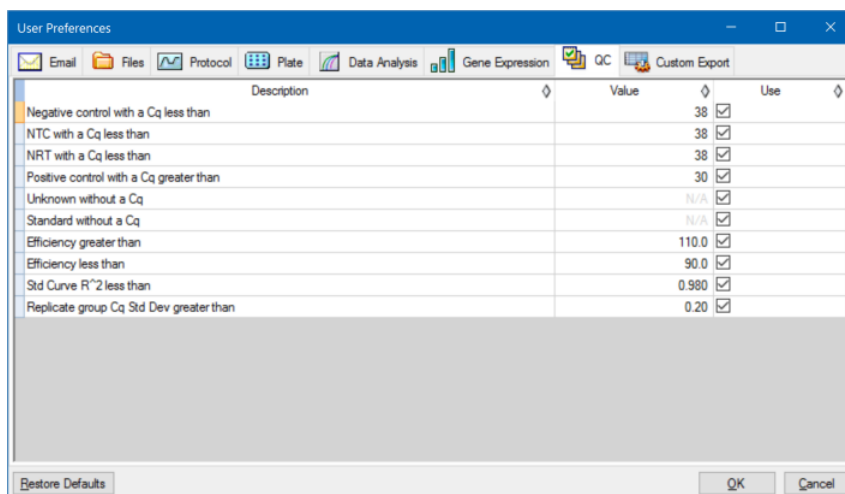 User Preferences
Email Files Protocol Plate Data Analysis Gene Expression QC Custom Export
Description Value Use
Negative control with a Cq less than 38
NTC with a Cq less than 38
NRT with a Cq less than 38
Positive control with a Cq greater than 30
Unknown without a Cq N/A
Standard without a Cq N/A
Efficiency greater than 110.0
Efficiency less than 90.0
Std Curve R^2 less than 0.980
Replicate group Cq Std Dev greater than 0.20
Restore Defaults OK Cancel